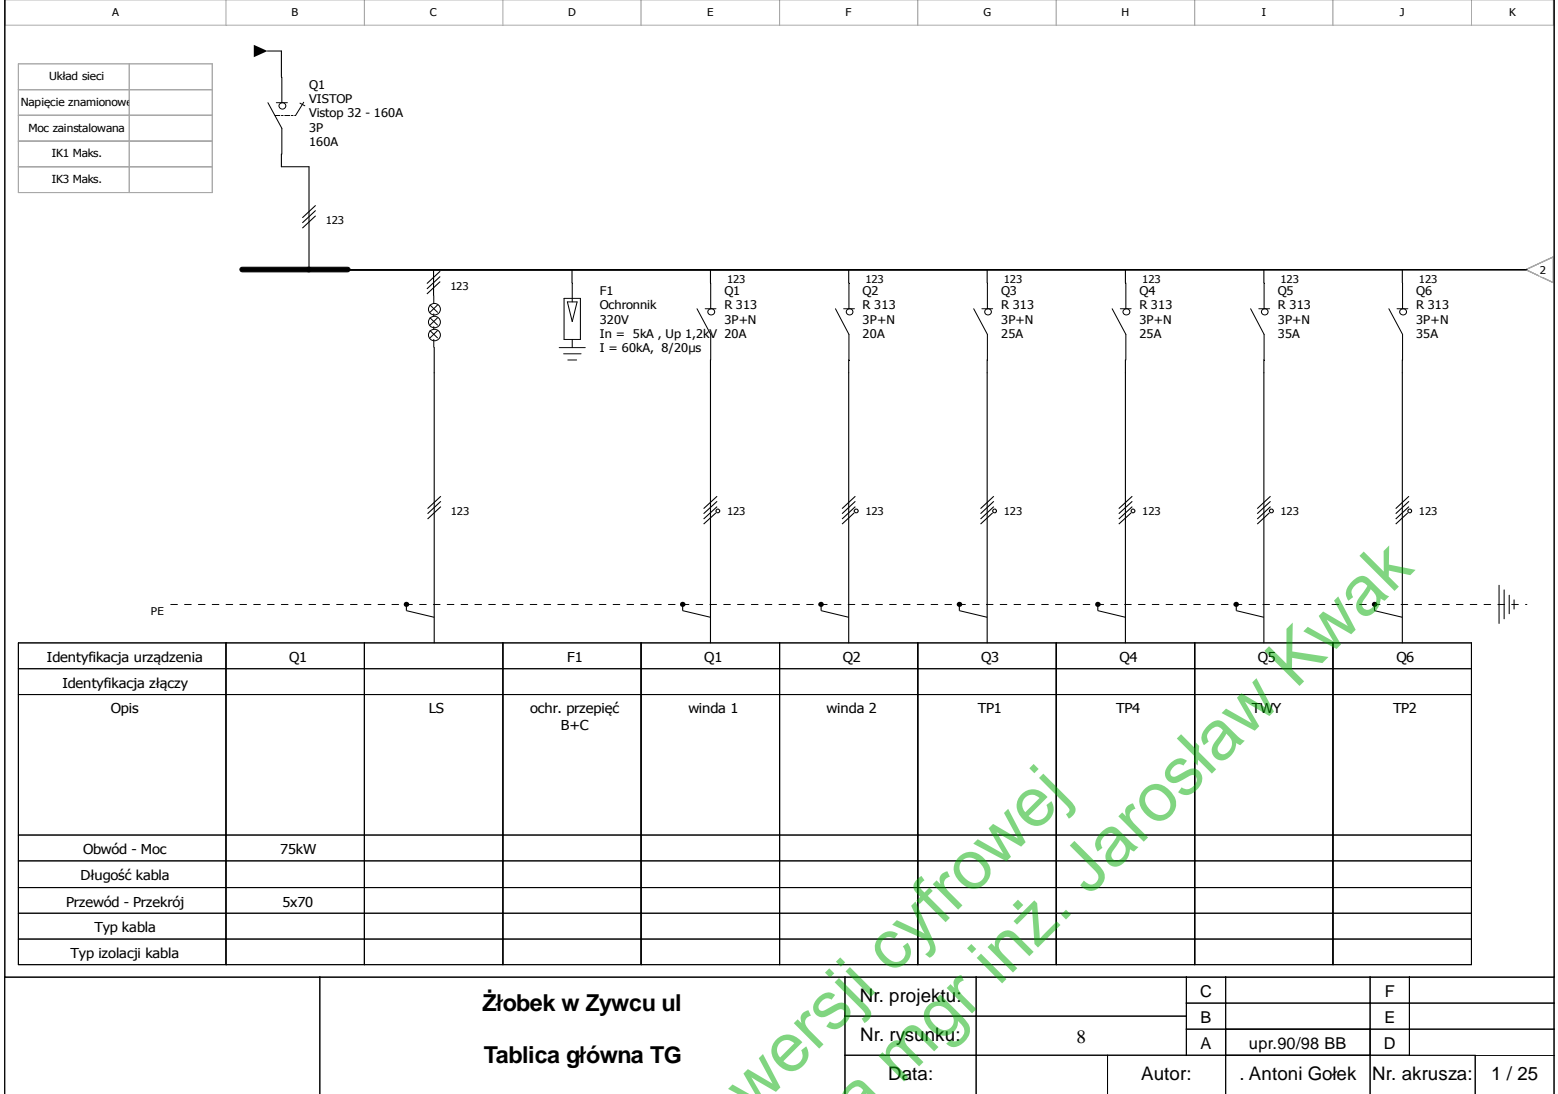 A B C D E F G H I J K
Układ sieci
Napięcie znamionowe
Moc zainstalowana
IK1 Maks.
IK3 Maks.
Q1
VISTOP
Vistop 32 - 160A
3P
160A
123
2
123
F1
Ochronnik
320V
In = 5kA , Up 1,2kV
I = 60kA, 8/20µs
123
Q1
R 313
3P+N
20A
123
Q2
R 313
3P+N
20A
123
Q3
R 313
3P+N
25A
123
Q4
R 313
3P+N
25A
123
Q5
R 313
3P+N
35A
123
Q6
R 313
3P+N
35A
123 123 123 123 123 123 123
PE
Identyfikacja urządzenia Q1 F1 Q1 Q2 Q3 Q4 Q5 Q6
Identyfikacja złączy
Opis LS ochr. przepięć winda 1 winda 2 TP1 TP4 TWY TP2
B+C
Obwód - Moc 75kW
Długość kabla
Przewód - Przekrój 5x70
Typ kabla
Typ izolacji kabla
Żłobek w Zywcu ul
Tablica główna TG
Nr. projektu: C F
B E
Nr. rysunku: 8 A upr.90/98 BB D
Data: Autor: . Antoni Gołek Nr. akrusza: 1 / 25
wersji cyfrowej
a mgr inż. Jarosław Kwak